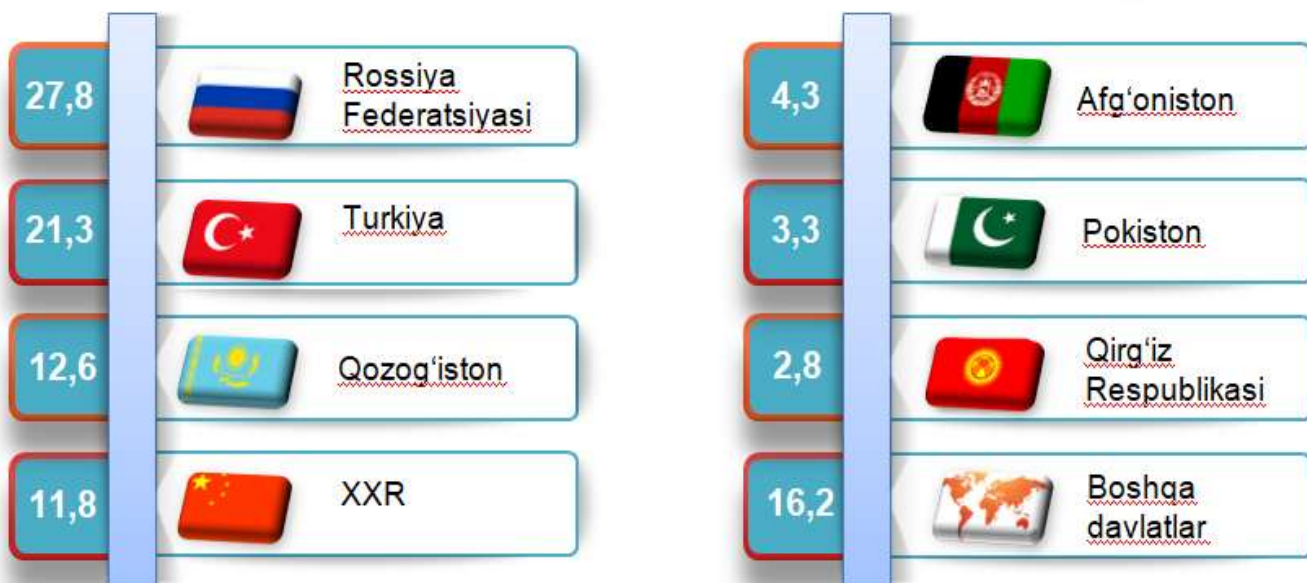 27,8
Rossiya
Federatsiyasi
21,3
Turkiya
12,6
Qozog‘iston
11,8
XXR
4,3
Afg‘oniston
3,3
Pokiston
2,8
Qirg‘iz
Respublikasi
16,2
Boshqa
davlatlar